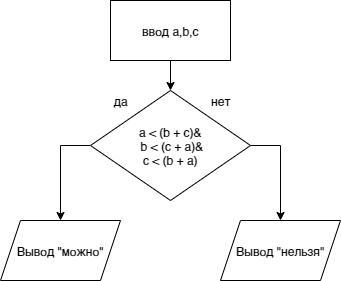 ввод a,b,c
да
нет
a < (b + c)&
b < (c + a)&
c < (b + a)
Вывод "можно"
Вывод "нельзя"